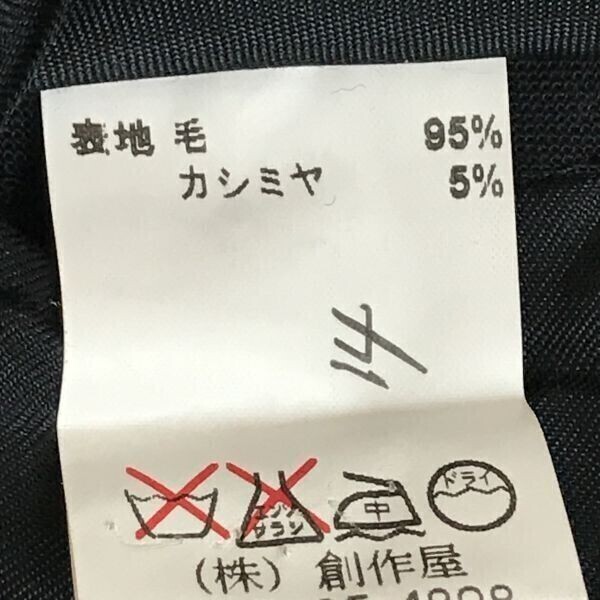 表地 毛 95%
カシミヤ 5%
14
エンソ
サラシ
中
ドライ
(株) 創作屋